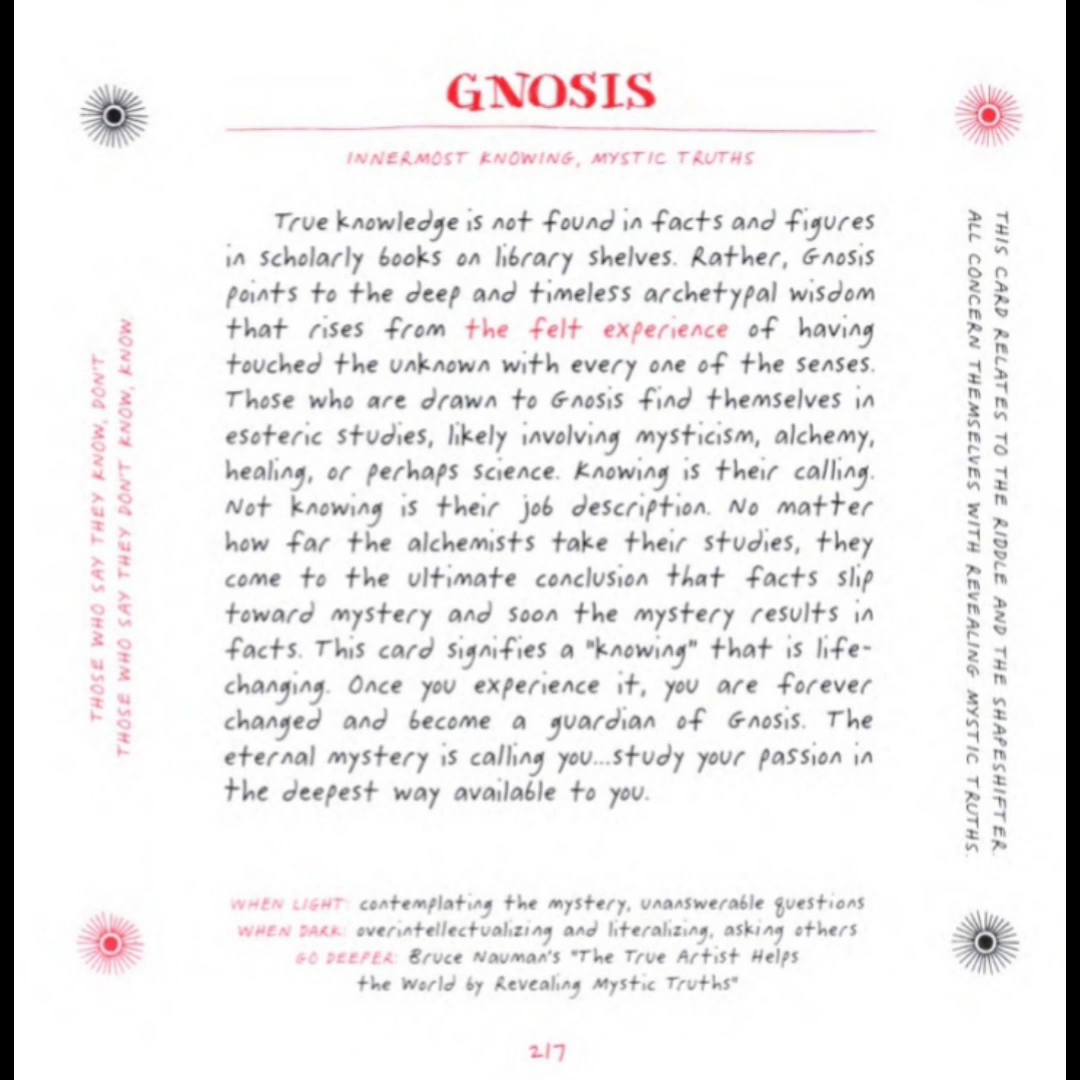 GNOSIS
INNERMOST KNOWING, MYSTIC TRUTHS
True knowledge is not found in facts and figures
in scholarly books on library shelves. Rather, Gnosis
points to the deep and timeless archetypal wisdom
that rises from the felt experience of having
touched the unknown with every one of the senses.
Those who are drawn to Gnosis find themselves in
esoteric studies, likely involving mysticism, alchemy,
healing, or perhaps science. Knowing is their calling.
Not knowing is their job description. No matter
how far the alchemists take their studies, they
come to the ultimate conclusion that facts slip
toward mystery and soon the mystery results in
facts. This card signifies a "knowing" that is life-
changing. Once you experience it, you are forever
changed and become a guardian of Gnosis. The
eternal mystery is calling you...study your passion in
the deepest way available to you.
WHEN LIGHT: contemplating the mystery, unanswerable questions
WHEN DARK: overintellectualizing and literalizing, asking others
GO DEEPER: Bruce Nauman's "The True Artist Helps
the World by Revealing Mystic Truths"
217
THOSE WHO SAY THEY KNOW, DON'T.
THOSE WHO SAY THEY DON'T KNOW, KNOW.
THIS CARD RELATES TO THE RIDDLE AND THE SHAPESHIFTER.
ALL CONCERN THEMSELVES WITH REVEALING MYSTIC TRUTHS.